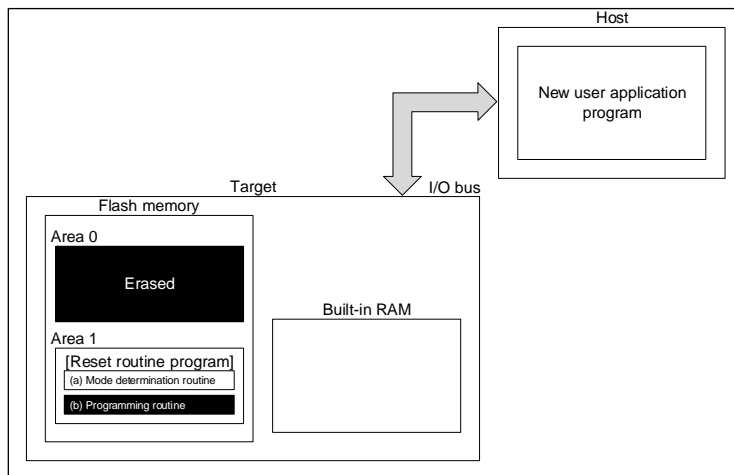 Host
New user application
program
I/O bus
Target
Flash memory
Area 0
Erased
Built-in RAM
Area 1
[Reset routine program]
(a) Mode determination routine
(b) Programming routine